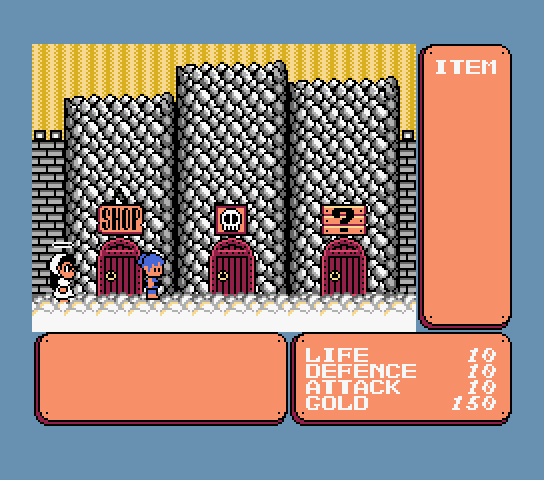 ITEM
SHOP
?
LIFE 10
DEFENCE 10
ATTACK 10
GOLD 150